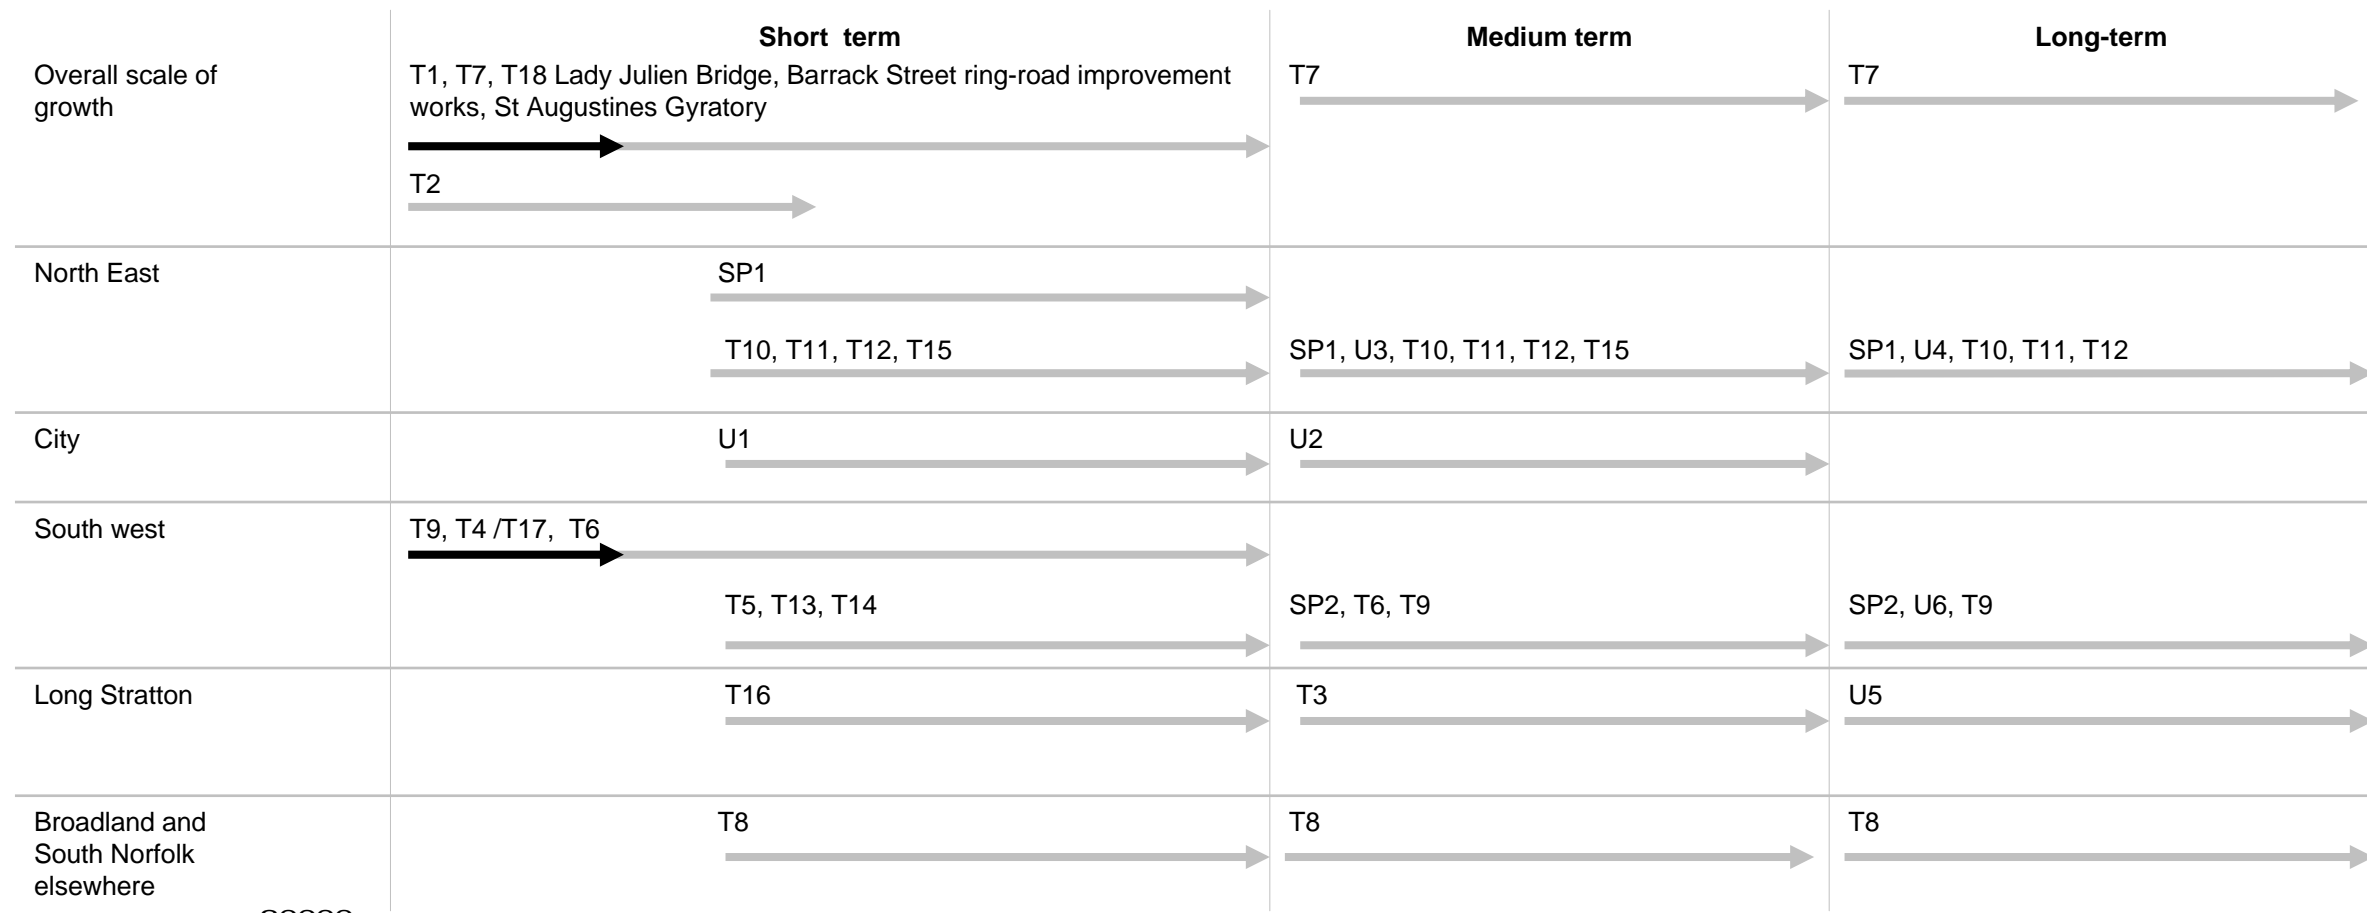 Short term Medium term Long-term
Overall scale of growth
T1, T7, T18 Lady Julien Bridge, Barrack Street ring-road improvement
works, St Augustines Gyratory
T7
T7
T2
North East
SP1
T10, T11, T12, T15
SP1, U3, T10, T11, T12, T15
SP1, U4, T10, T11, T12
City
U1
U2
South west
T9, T4 /T17, T6
T5, T13, T14
SP2, T6, T9
SP2, U6, T9
Long Stratton
T16
T3
U5
Broadland and
South Norfolk
elsewhere
T8
T8
T8